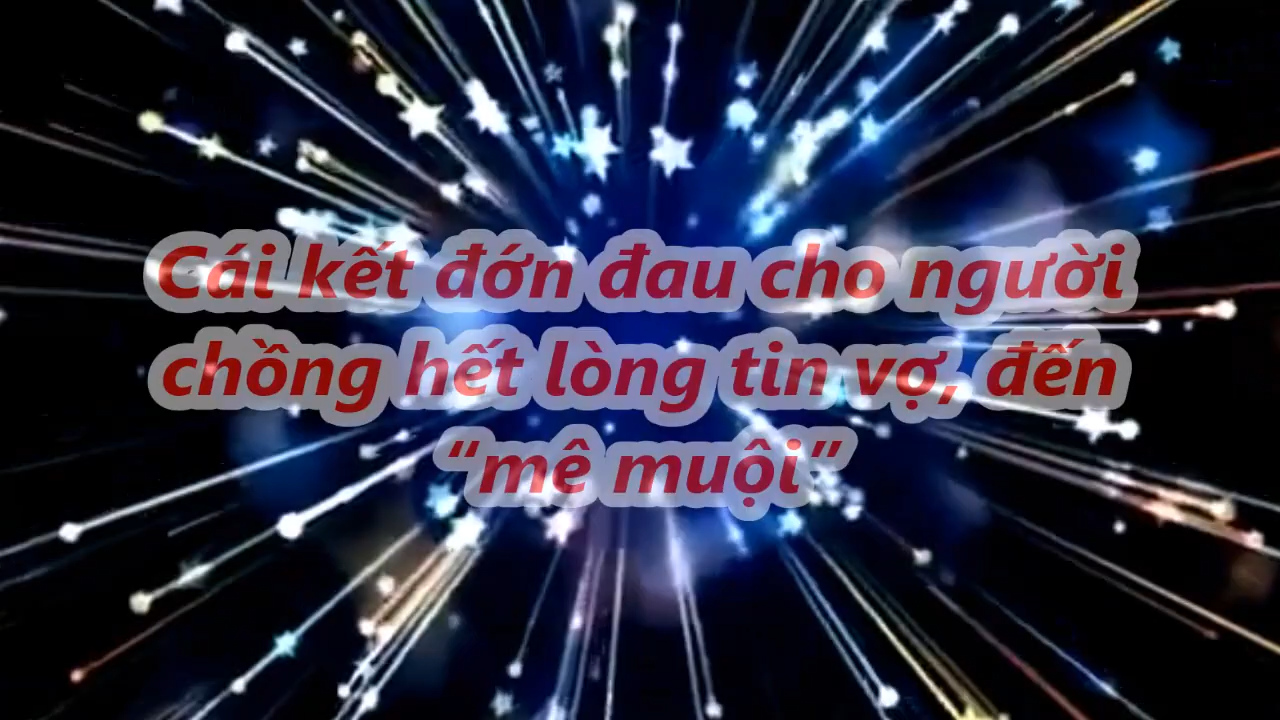 Cái kết đớn đau cho người
chồng hết lòng tin vợ, đến
“mê muội”